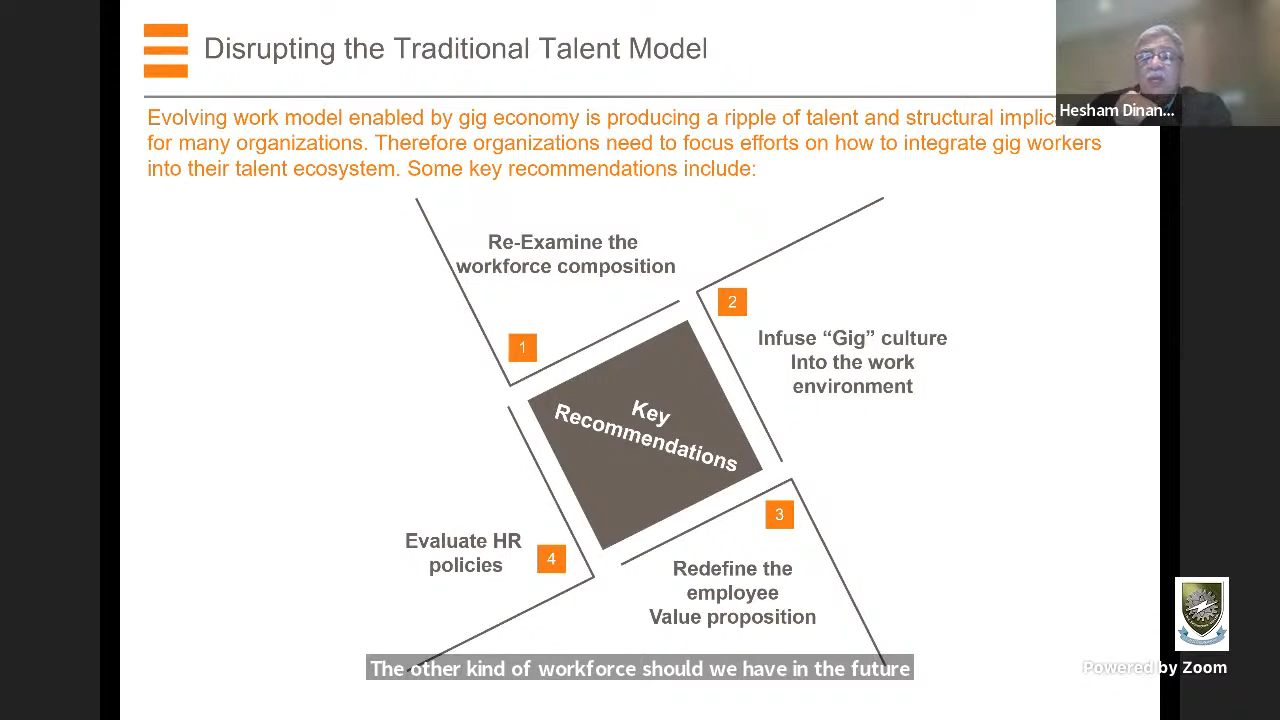 Disrupting the Traditional Talent Model
Hesham Dinan...
Evolving work model enabled by gig economy is producing a ripple of talent and structural
for many organizations. Therefore organizations need to focus efforts on how to integrate gig workers
into their talent ecosystem. Some key recommendations include:
Re-Examine the
workforce composition
1
2
Infuse “Gig” culture
Into the work
environment
Key
Recommendations
3
Redefine the
employee
Value proposition
Evaluate HR
policies
4
The other kind of workforce should we have in the future
Powered by Zoom